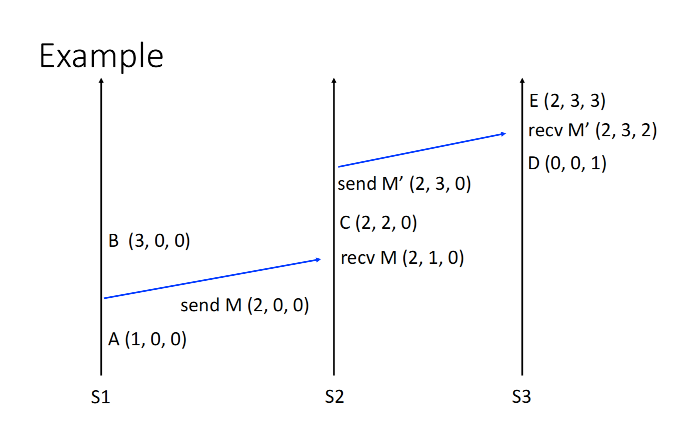 Example
E (2, 3, 3)
recv M’ (2, 3, 2)
D (0, 0, 1)
send M’ (2, 3, 0)
C (2, 2, 0)
B  (3, 0, 0)
recv M (2, 1, 0)
send M (2, 0, 0)
A (1, 0, 0)
S1
S2
S3